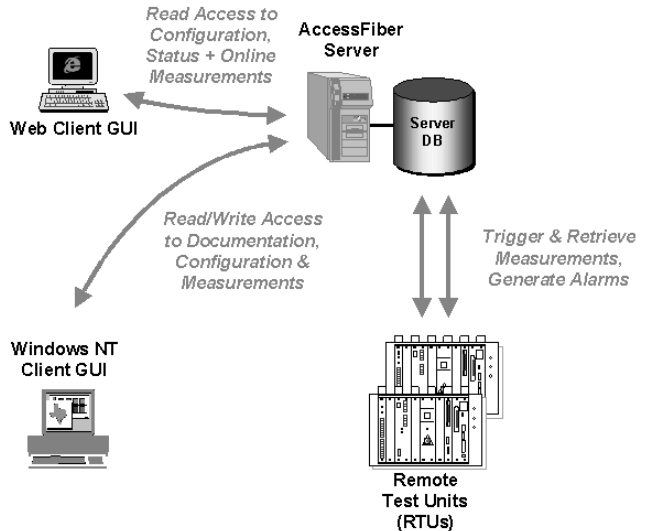 Read Access to
Configuration,
Status + Online
Measurements
AccessFiber
Server
Web Client GUI
Server
DB
Read/Write Access
to Documentation,
Configuration &
Measurements
Trigger & Retrieve
Measurements,
Generate Alarms
Windows NT
Client GUI
Remote
Test Units
(RTUs)